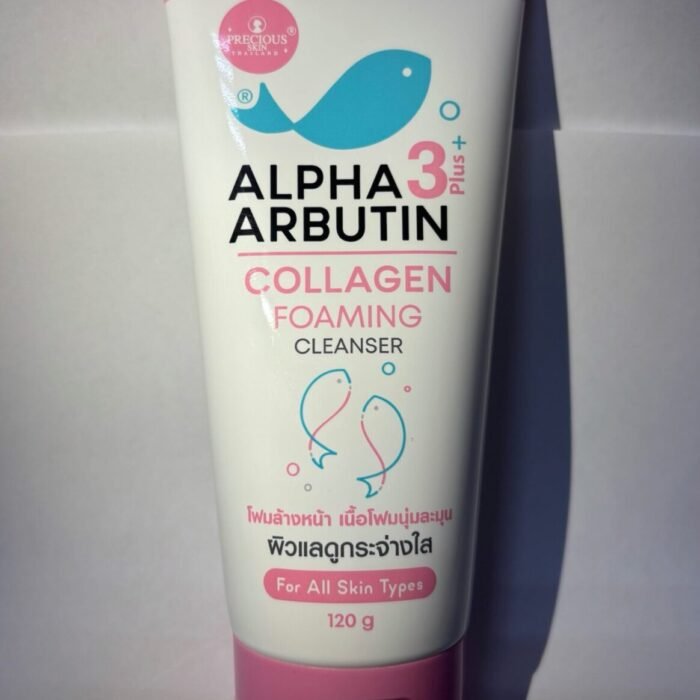 PRECIOUS
SKIN
THAILAND
®
®
ALPHA 3 Plus+
ARBUTIN
COLLAGEN
FOAMING
CLEANSER
โฟมล้างหน้า เนื้อโฟมนุ่มละมุน
ผิวแลดูกระจ่างใส
For All Skin Types
120 g